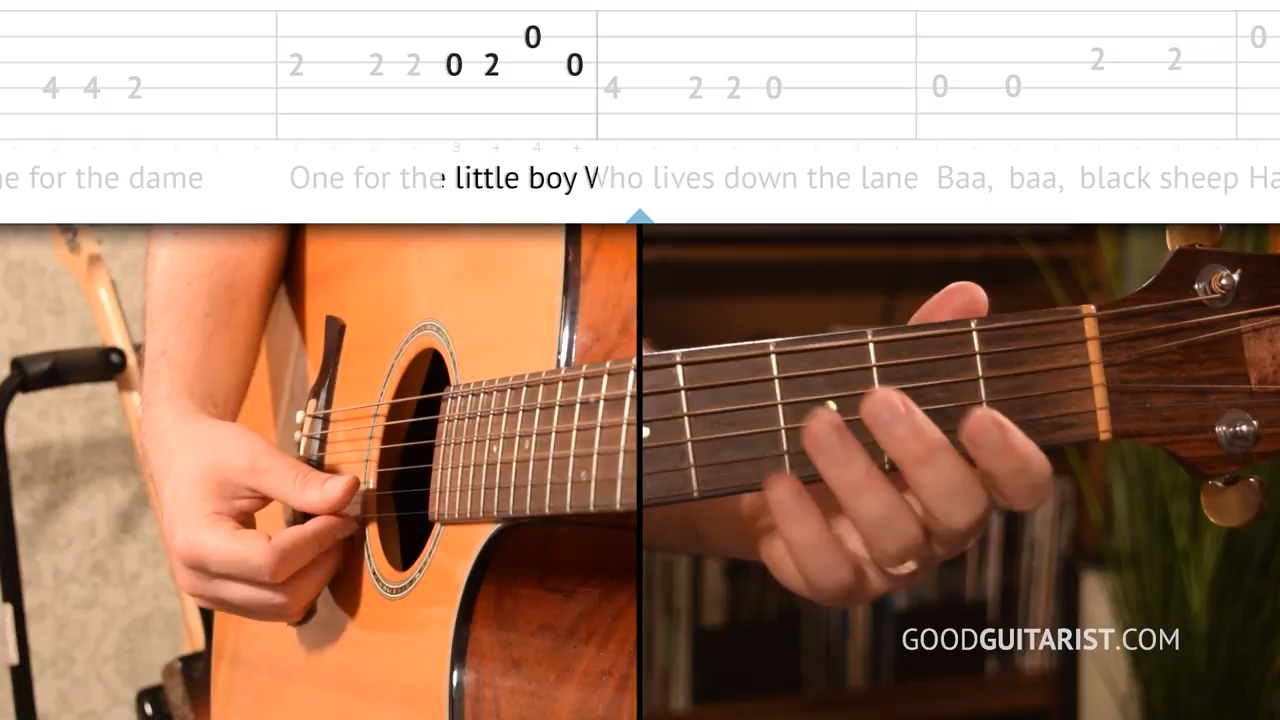 0 0
2 2 2 0 2 0 2 2
4 4 2 4 2 2 0 0 0
e for the dame One for the little boy Who lives down the lane Baa, baa, black sheep Ha
GOODGUITARIST.COM